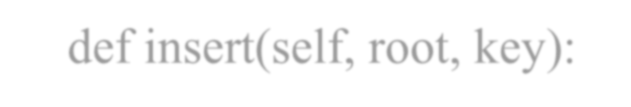 def insert(self, root, key):